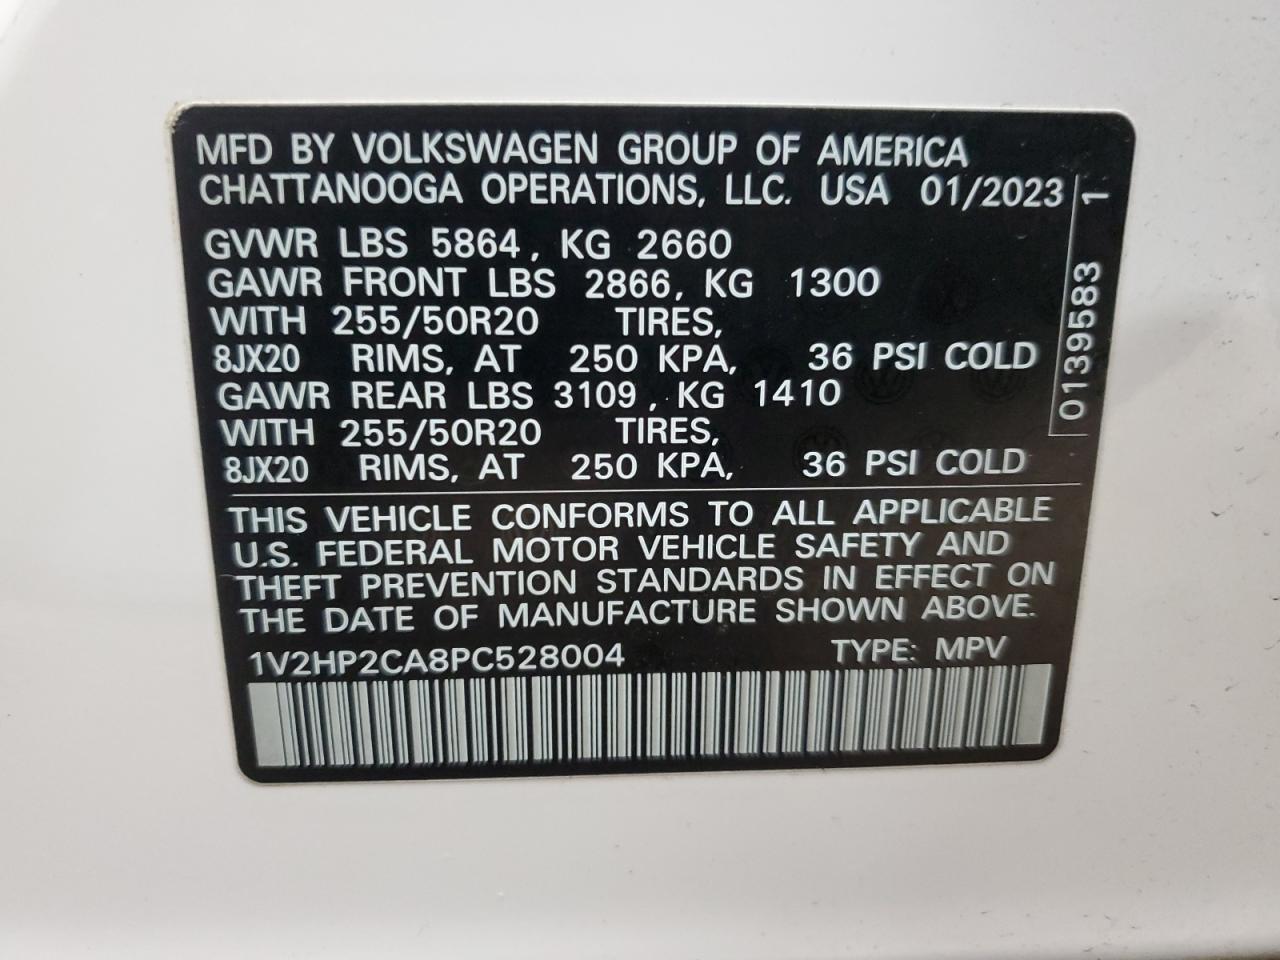 MFD BY VOLKSWAGEN GROUP OF AMERICA
CHATTANOOGA OPERATIONS, LLC. USA 01/2023
GVWR LBS 5864, KG 2660
GAWR FRONT LBS 2866, KG 1300
WITH 255/50R20 TIRES,
8JX20 RIMS, AT 250 KPA, 36 PSI COLD
GAWR REAR LBS 3109, KG 1410
WITH 255/50R20 TIRES,
8JX20 RIMS, AT 250 KPA, 36 PSI COLD
0139583 1
THIS VEHICLE CONFORMS TO ALL APPLICABLE
U.S. FEDERAL MOTOR VEHICLE SAFETY AND
THEFT PREVENTION STANDARDS IN EFFECT ON
THE DATE OF MANUFACTURE SHOWN ABOVE.
1V2HP2CA8PC528004 TYPE: MPV